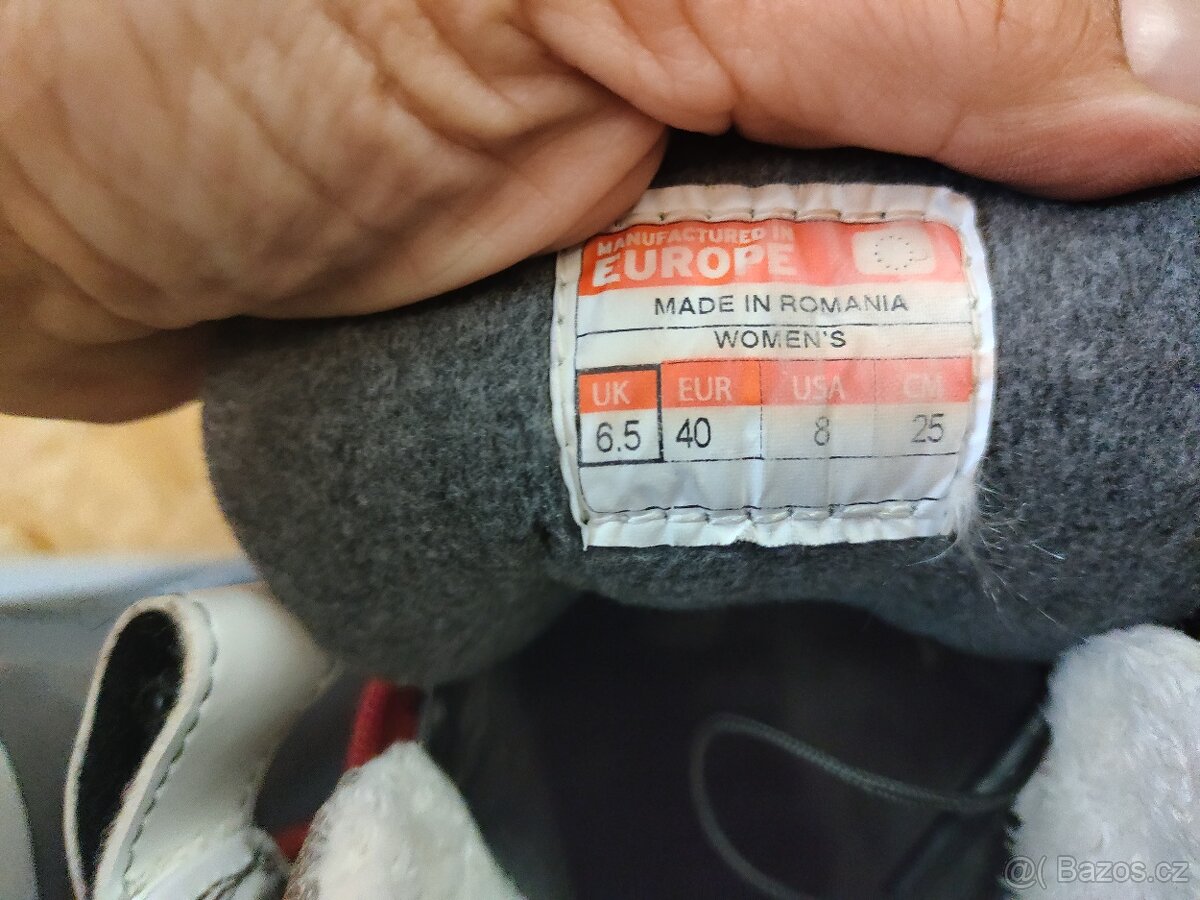 MANUFACTURED IN
EUROPE
MADE IN ROMANIA
WOMEN'S
UK EUR USA CM
6.5 40 8 25
@( Bazos.cz